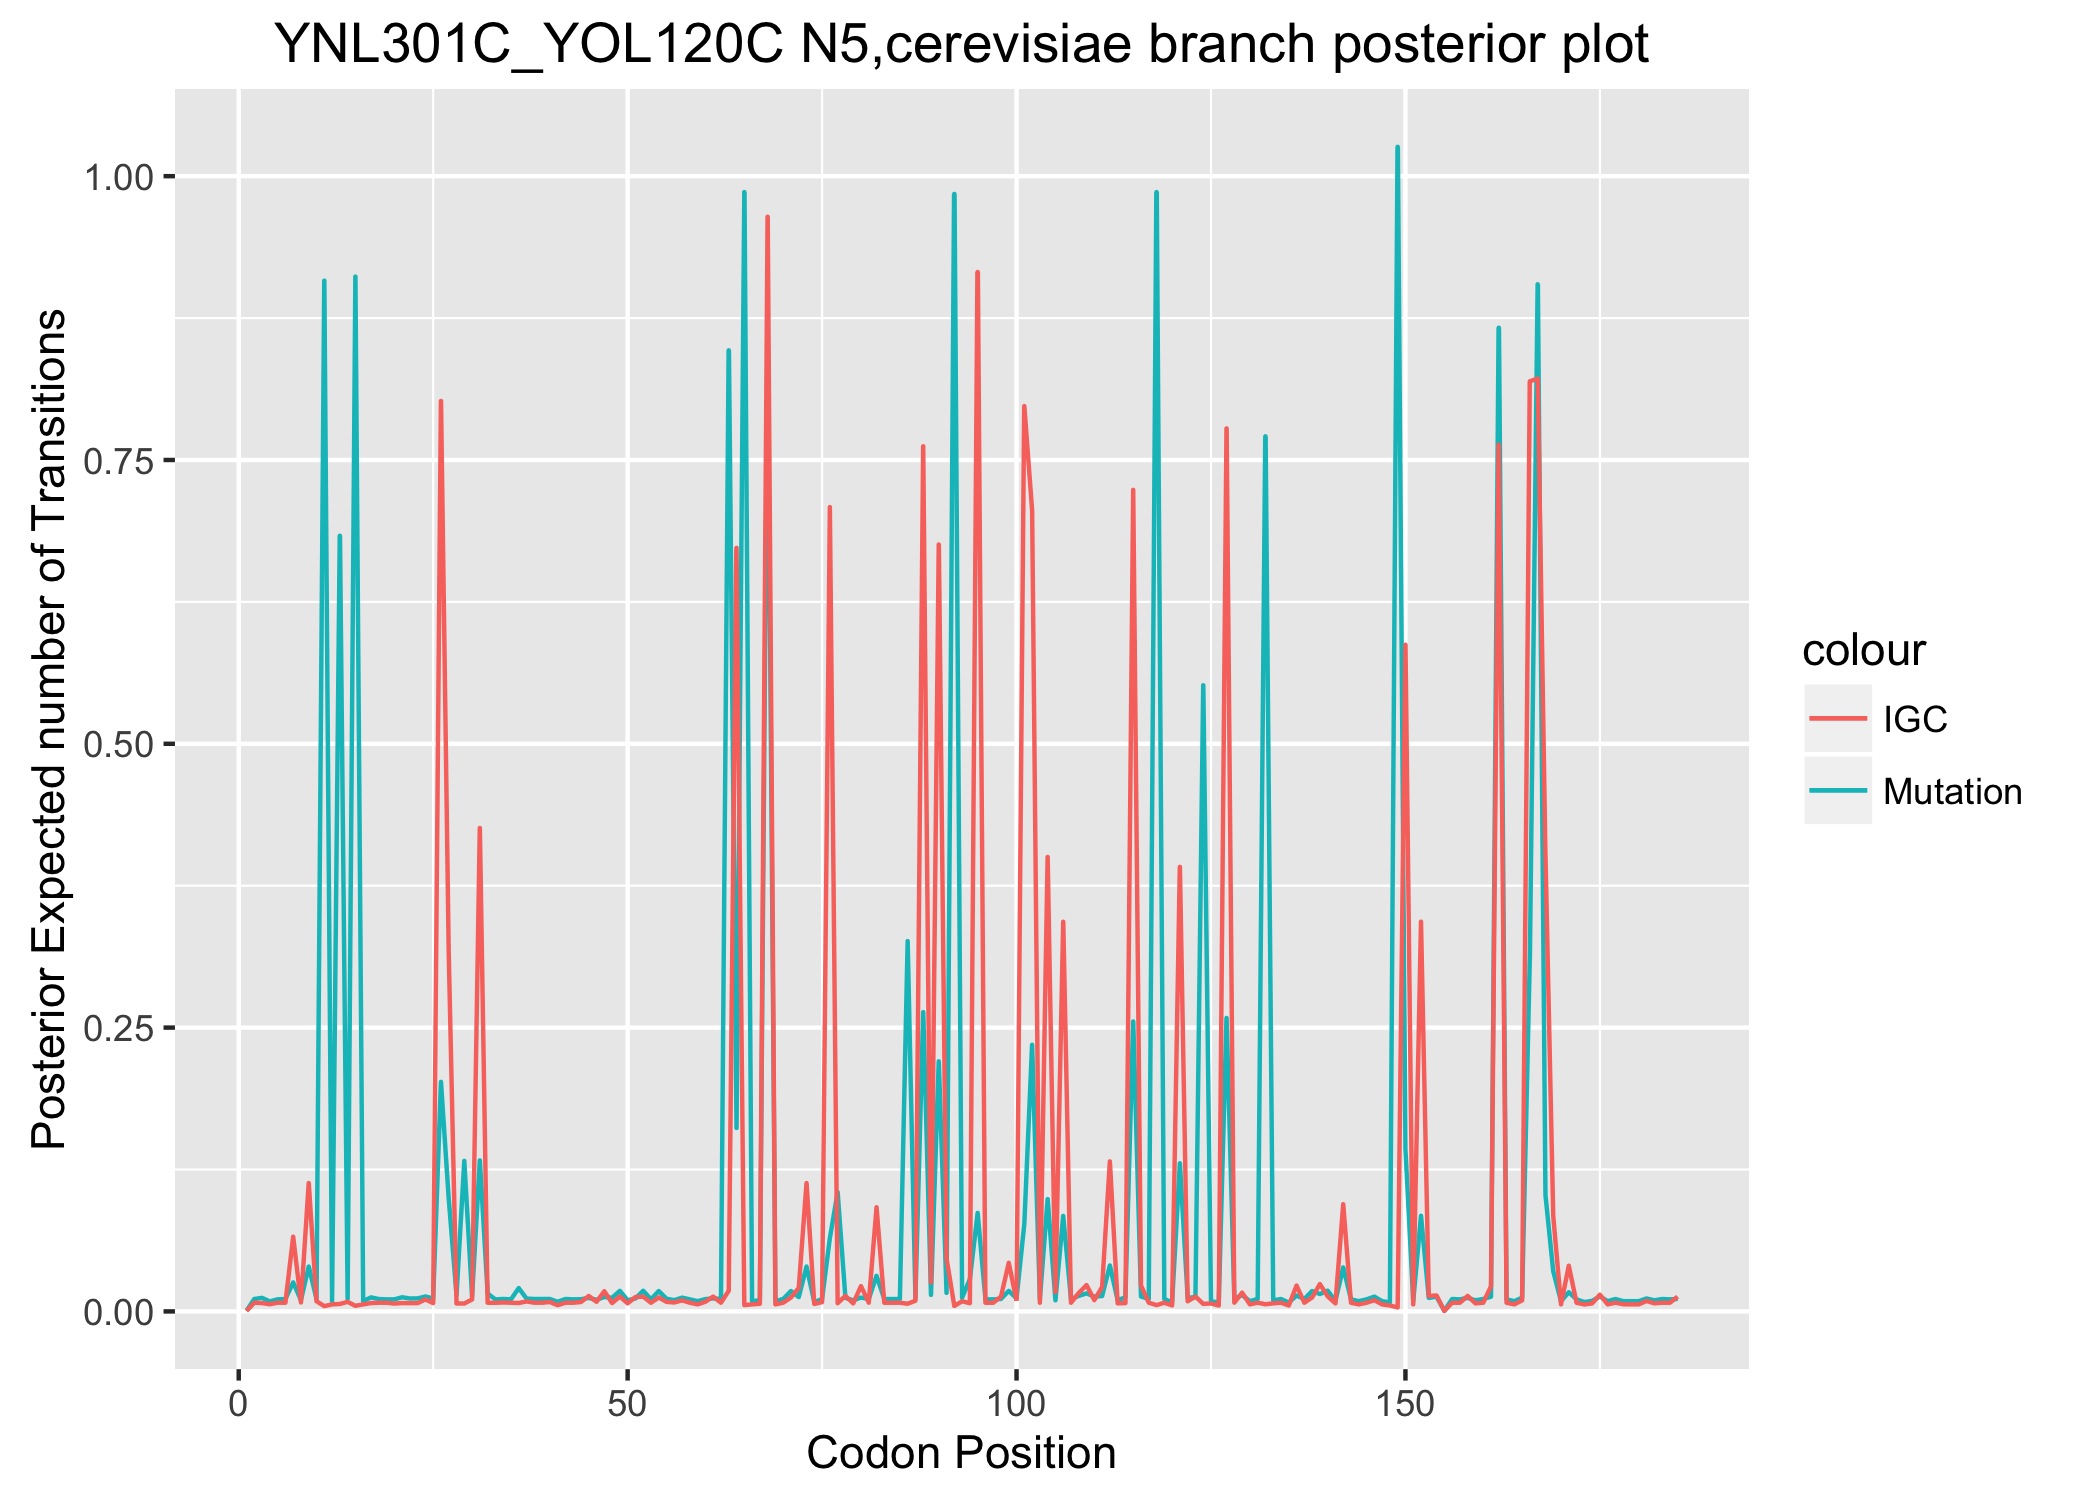 YNL301C_YOL120C N5,cerevisiae branch posterior plot
Posterior Expected number of Transitions
1.00
0.75
0.50
0.25
0.00
0 50 100 150
Codon Position
colour
IGC
Mutation